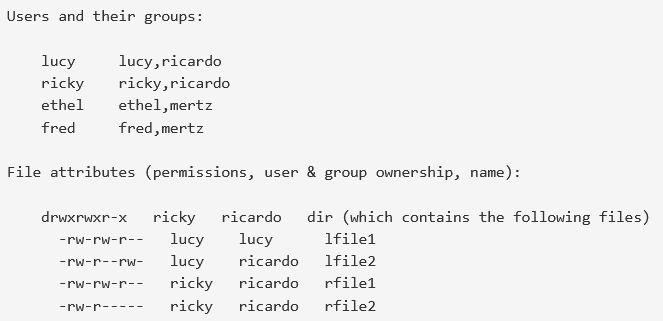 Users and their groups:
lucy lucy,ricardo
ricky ricky,ricardo
ethel ethel,mertz
fred fred,mertz
File attributes (permissions, user & group ownership, name):
drwxrwxr-x ricky ricardo dir (which contains the following files)
-rw-rw-r-- lucy lucy lfile1
-rw-r--rw- lucy ricardo lfile2
-rw-rw-r-- ricky ricardo rfile1
-rw-r----- ricky ricardo rfile2